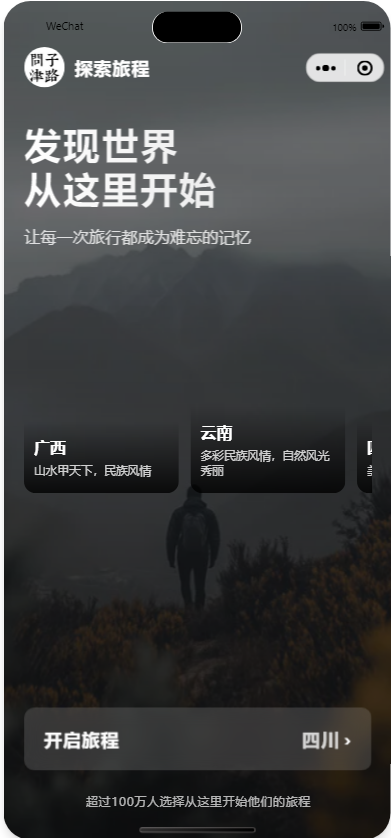 WeChat 100%
問子
津路
探索旅程
发现世界
从这里开始
让每一次旅行都成为难忘的记忆
广西
山水甲天下，民族风情
云南
多彩民族风情，自然风光
秀丽
开启旅程 四川 ›
超过100万人选择从这里开始他们的旅程